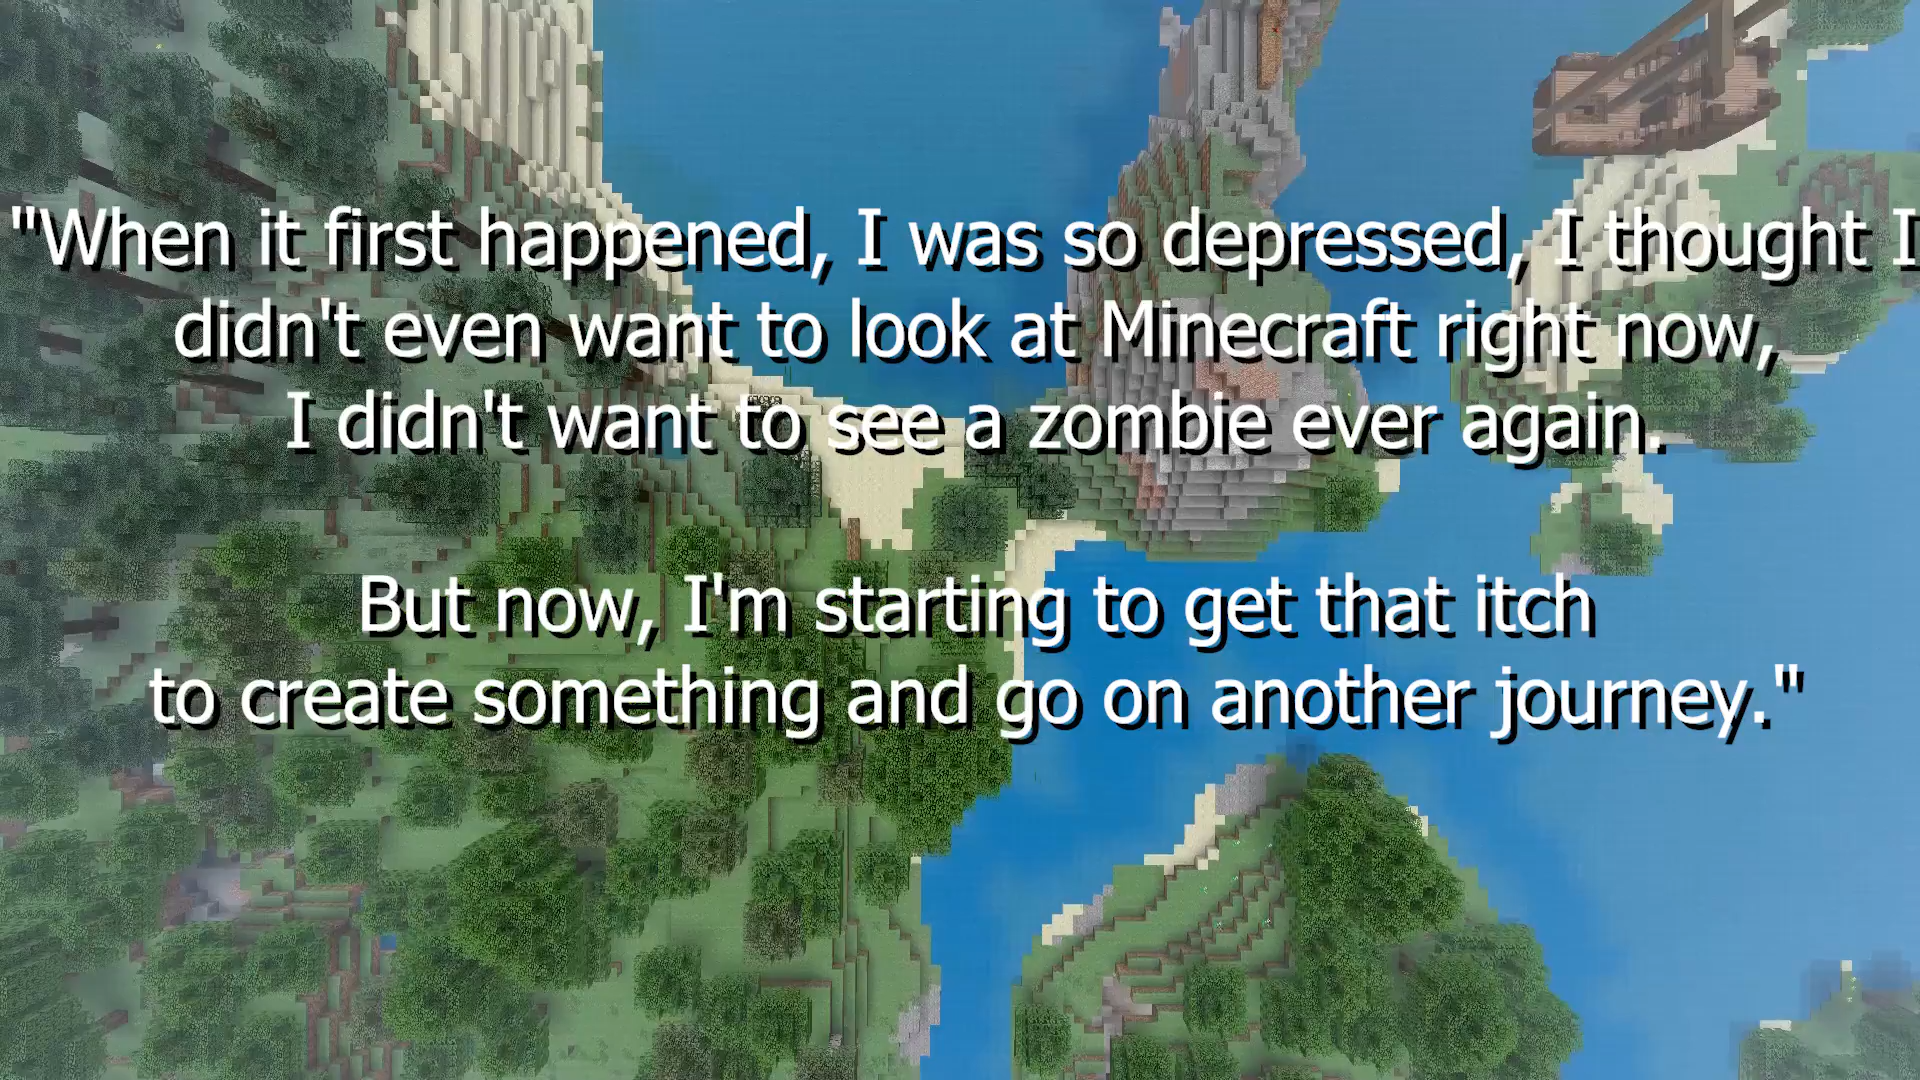 "When it first happened, I was so depressed, I thought I
didn't even want to look at Minecraft right now,
I didn't want to see a zombie ever again.
But now, I'm starting to get that itch
to create something and go on another journey."